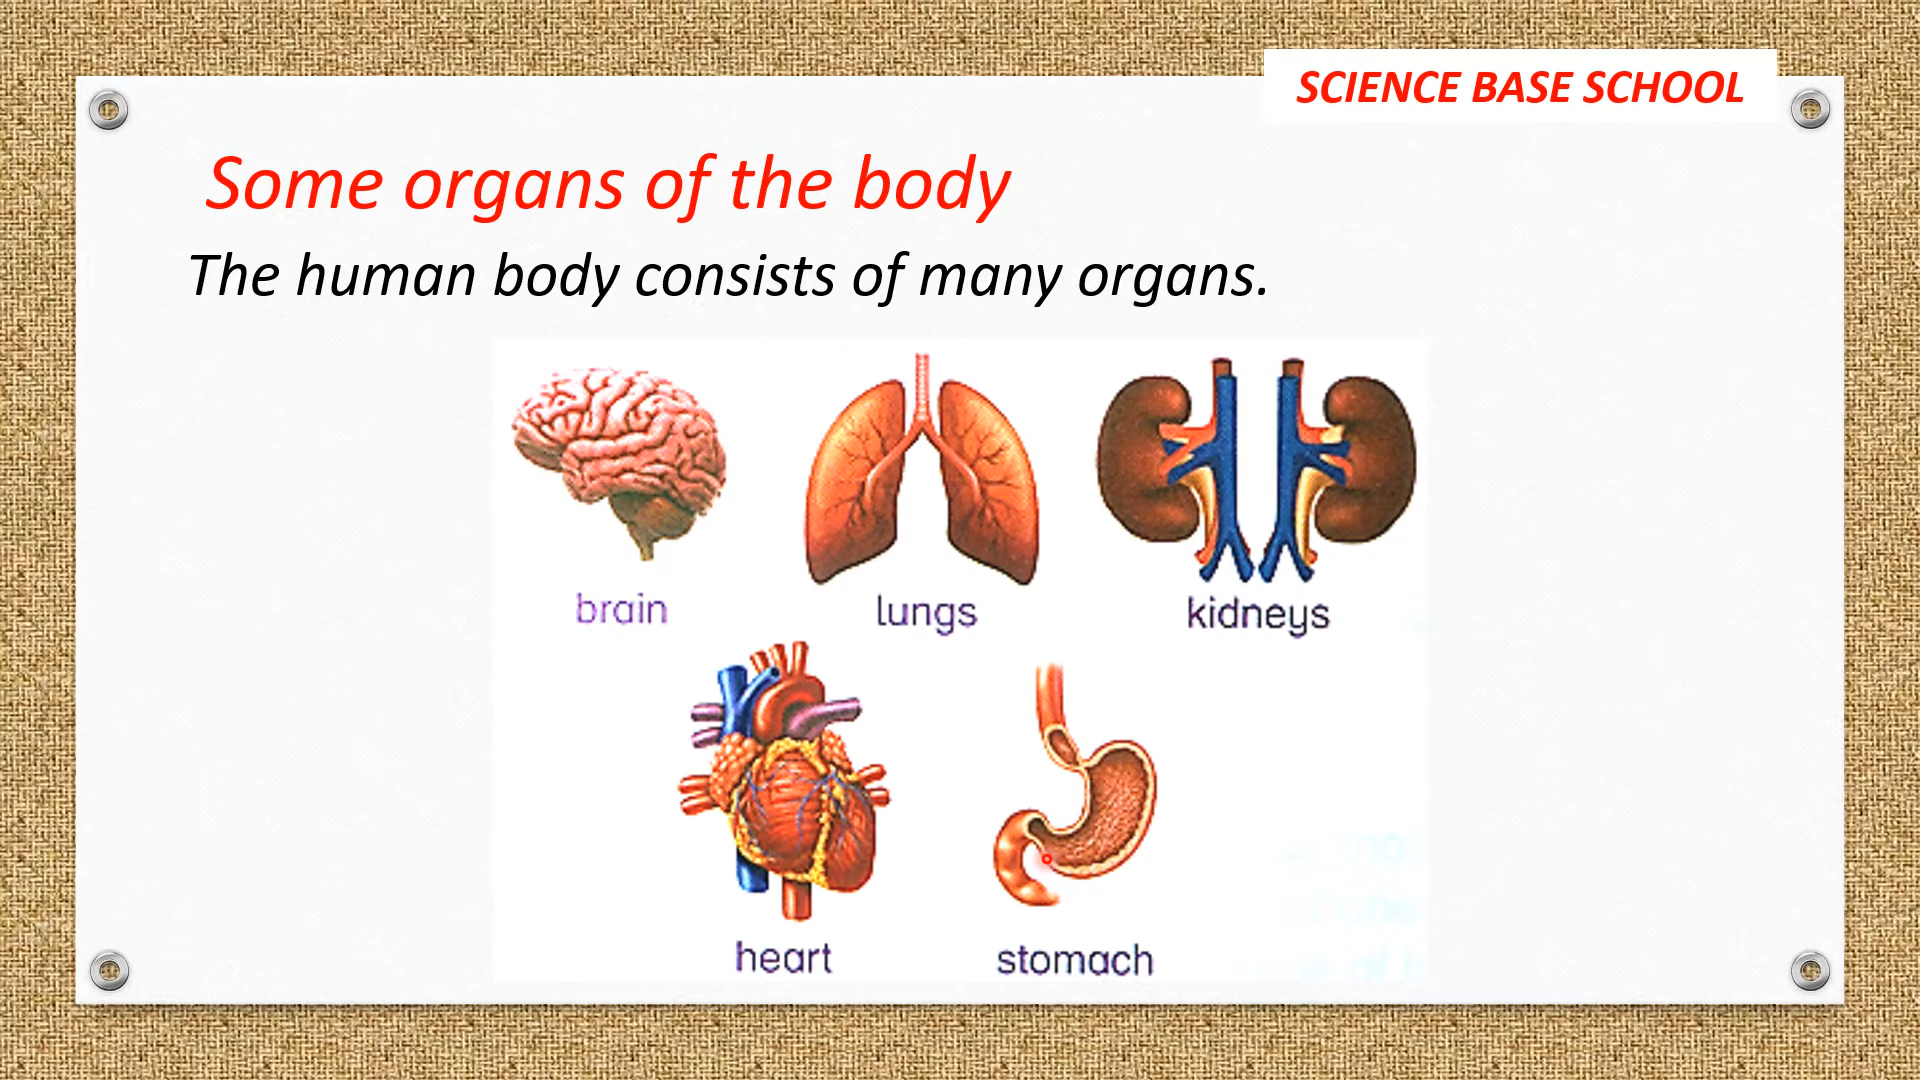 SCIENCE BASE SCHOOL
Some organs of the body
The human body consists of many organs.
brain
lungs
kidneys
heart
stomach